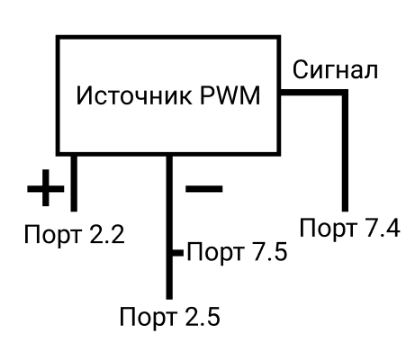 Сигнал
Источник PWM
+ −
Порт 2.2
Порт 7.4
Порт 7.5
Порт 2.5